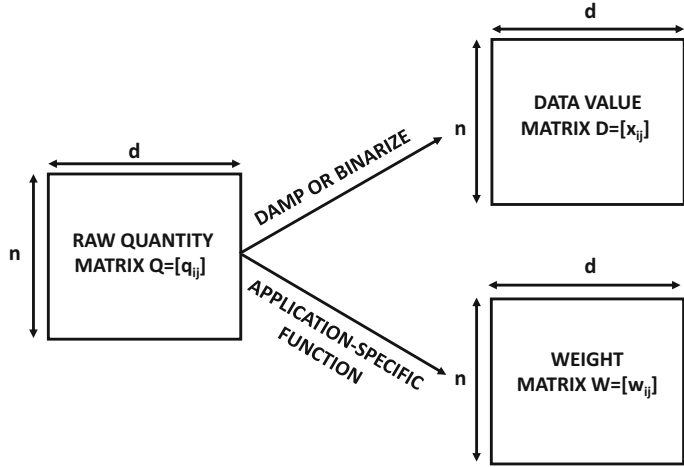 d
n
RAW QUANTITY
MATRIX Q=[qij]
DAMP OR BINARIZE
APPLICATION-SPECIFIC
FUNCTION
d
n
DATA VALUE
MATRIX D=[xij]
d
n
WEIGHT
MATRIX W=[wij]